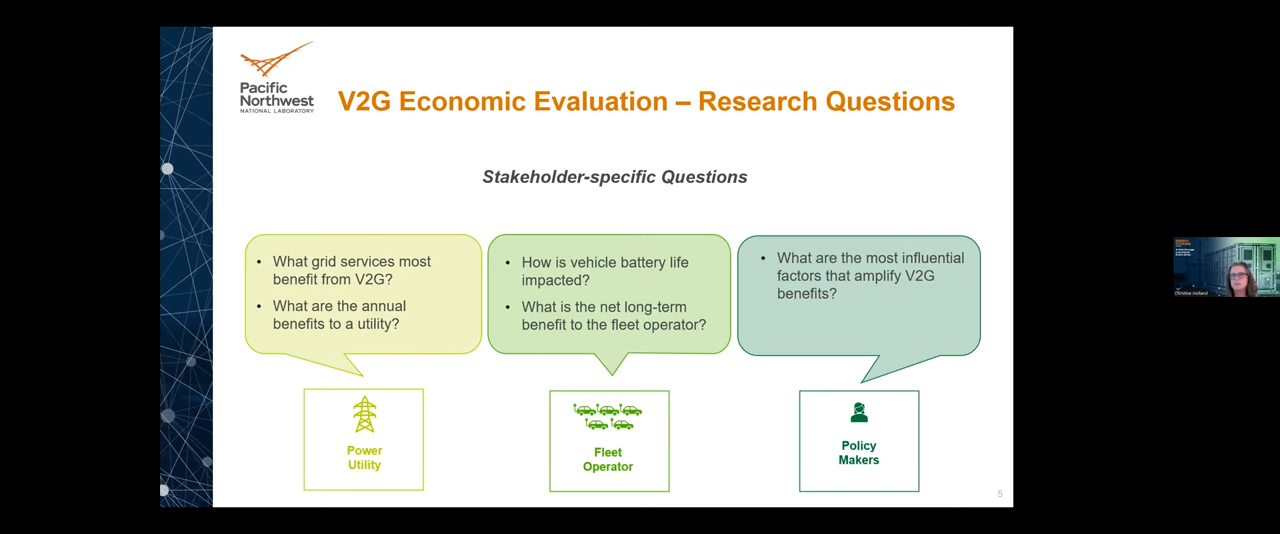 Pacific
Northwest
NATIONAL LABORATORY
V2G Economic Evaluation – Research Questions
Stakeholder-specific Questions
• What grid services most
benefit from V2G?
• What are the annual
benefits to a utility?
• How is vehicle battery life
impacted?
• What is the net long-term
benefit to the fleet operator?
• What are the most influential
factors that amplify V2G
benefits?
Power
Utility
Fleet
Operator
Policy
Makers
5
Christine Holland